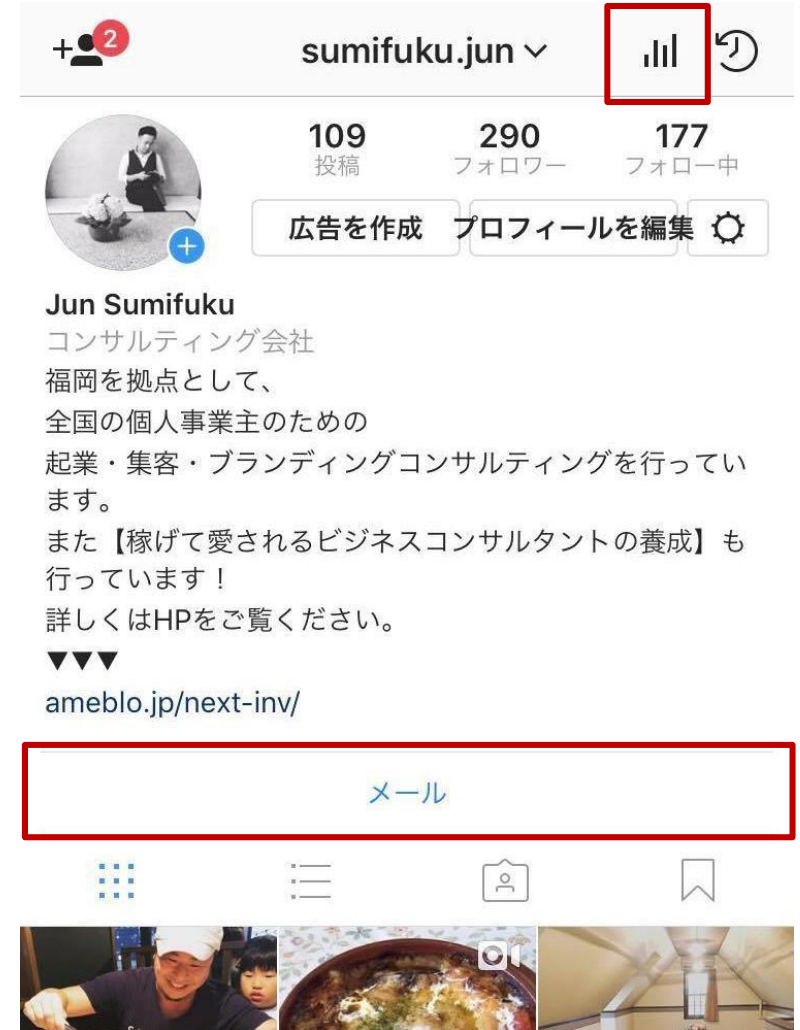 2
sumifuku.jun
109 290 177
投稿 フォロワー フォロー中
広告を作成 プロフィールを編集
Jun Sumifuku
コンサルティング会社
福岡を拠点として、
全国の個人事業主のための
起業・集客・ブランディングコンサルティングを行ってい
ます。
また【稼げて愛されるビジネスコンサルタントの養成】も
行っています！
詳しくはHPをご覧ください。
▼▼▼
ameblo.jp/next-inv/
メール